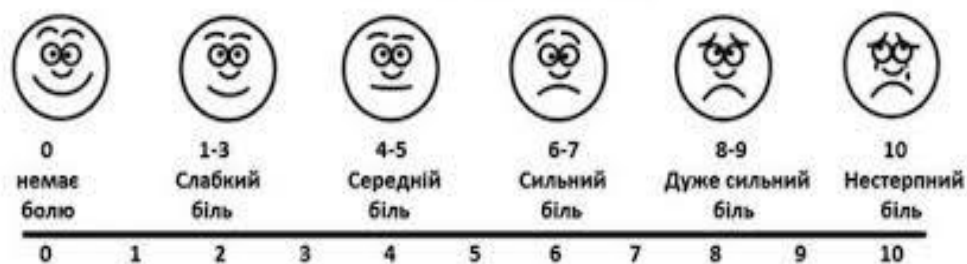 0 1-3 4-5 6-7 8-9 10
немає Слабкий Середній Сильний Дуже сильний Нестерпний
болю біль біль біль біль біль
0 1 2 3 4 5 6 7 8 9 10